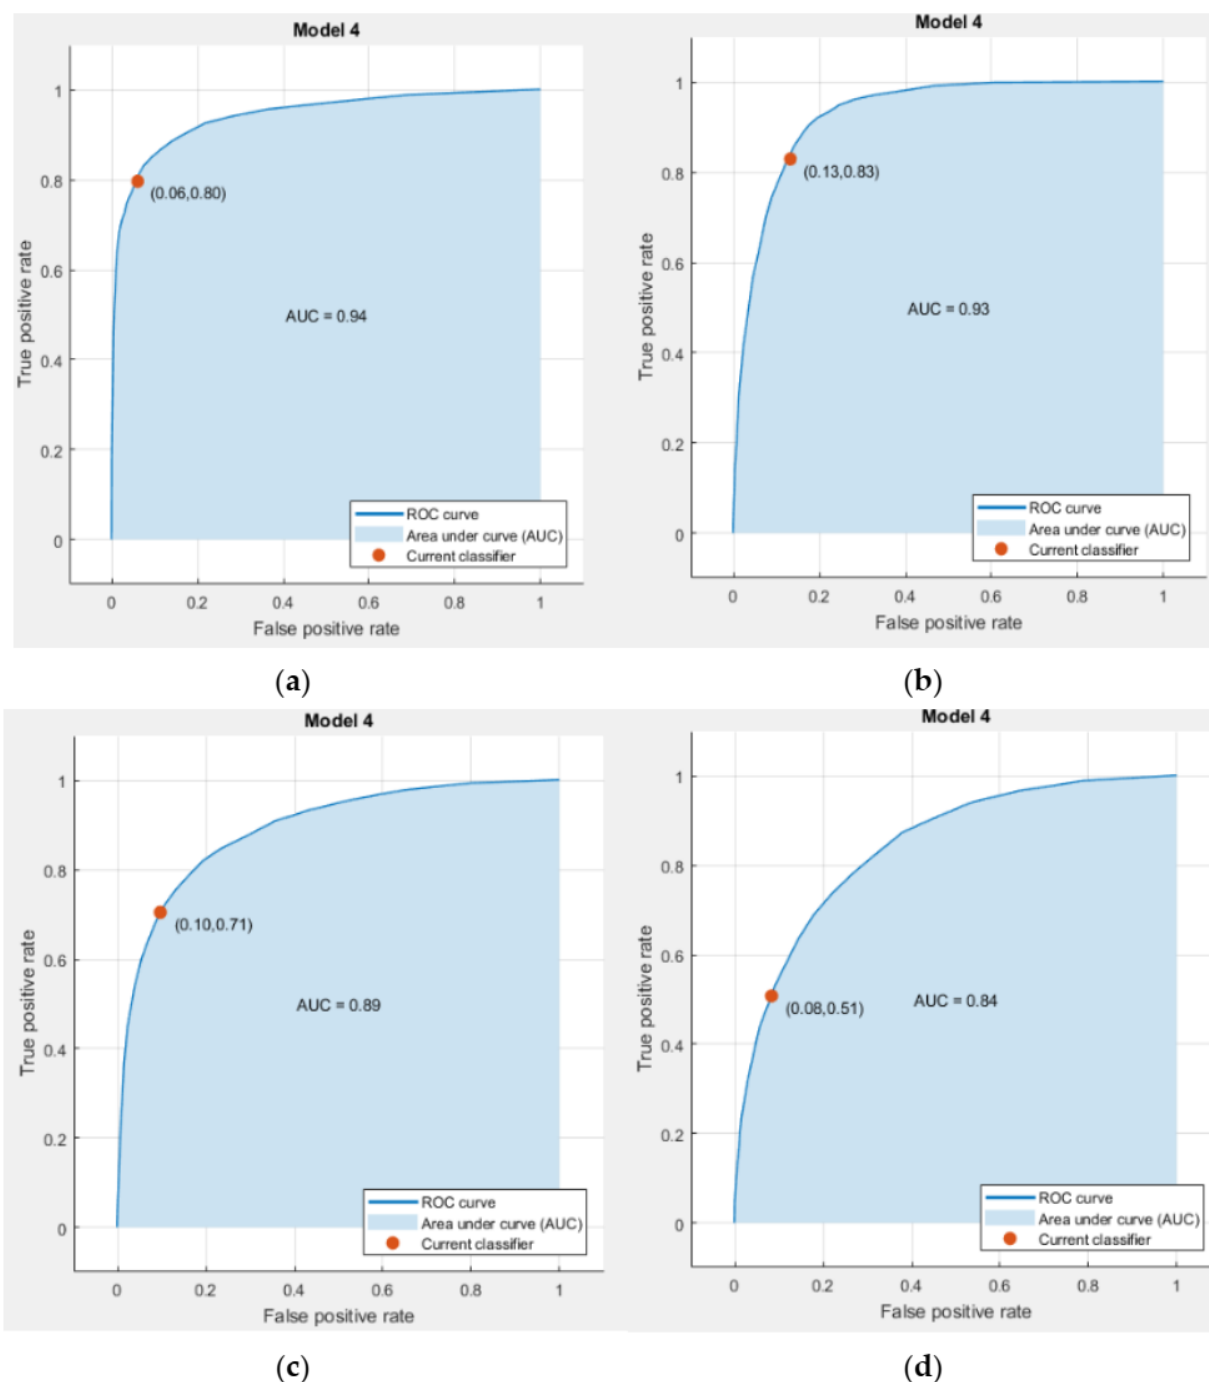 Model 4
1
0.8
0.6
0.4
0.2
0
True positive rate
(0.06,0.80)
AUC = 0.94
ROC curve
Area under curve (AUC)
Current classifier
0 0.2 0.4 0.6 0.8 1
False positive rate
(a)
Model 4
1
0.8
0.6
0.4
0.2
0
True positive rate
(0.13,0.83)
AUC = 0.93
ROC curve
Area under curve (AUC)
Current classifier
0 0.2 0.4 0.6 0.8 1
False positive rate
(b)
Model 4
1
0.8
0.6
0.4
0.2
0
True positive rate
(0.10,0.71)
AUC = 0.89
ROC curve
Area under curve (AUC)
Current classifier
0 0.2 0.4 0.6 0.8 1
False positive rate
(c)
Model 4
1
0.8
0.6
0.4
0.2
0
True positive rate
(0.08,0.51)
AUC = 0.84
ROC curve
Area under curve (AUC)
Current classifier
0 0.2 0.4 0.6 0.8 1
False positive rate
(d)